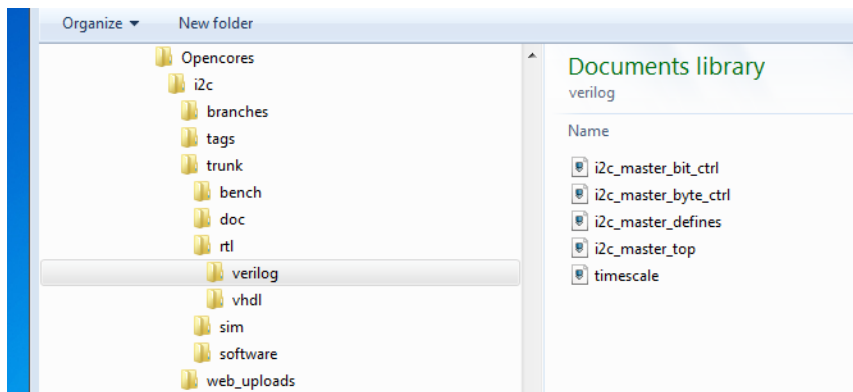 Organize New folder
Opencores
i2c
branches
tags
trunk
bench
doc
rtl
verilog
vhdl
sim
software
web_uploads
Documents library
verilog
Name
i2c_master_bit_ctrl
i2c_master_byte_ctrl
i2c_master_defines
i2c_master_top
timescale